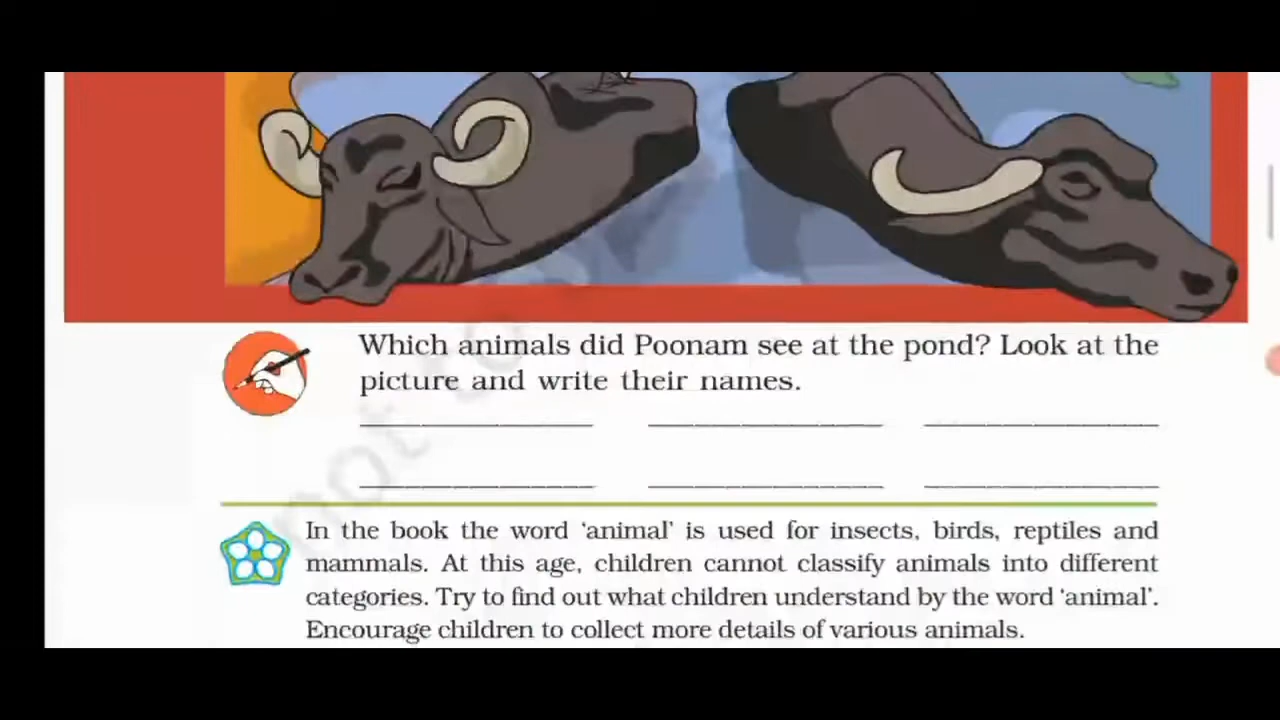 Which animals did Poonam see at the pond? Look at the
picture and write their names.
In the book the word ‘animal’ is used for insects, birds, reptiles and
mammals. At this age, children cannot classify animals into different
categories. Try to find out what children understand by the word ‘animal’.
Encourage children to collect more details of various animals.
not to